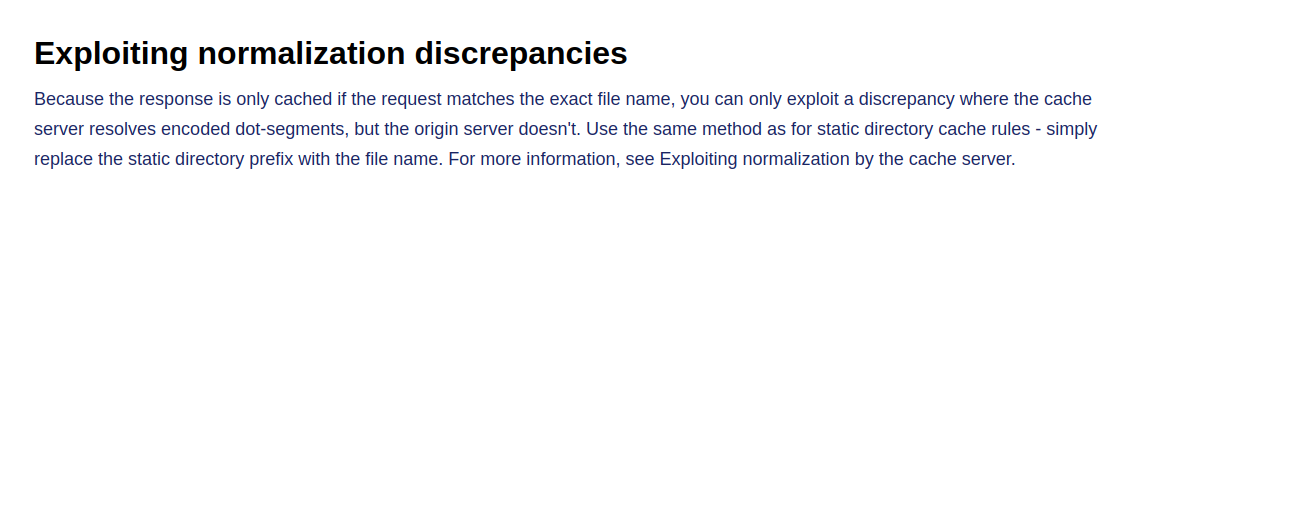 Exploiting normalization discrepancies
Because the response is only cached if the request matches the exact file name, you can only exploit a discrepancy where the cache
server resolves encoded dot-segments, but the origin server doesn't. Use the same method as for static directory cache rules - simply
replace the static directory prefix with the file name. For more information, see Exploiting normalization by the cache server.